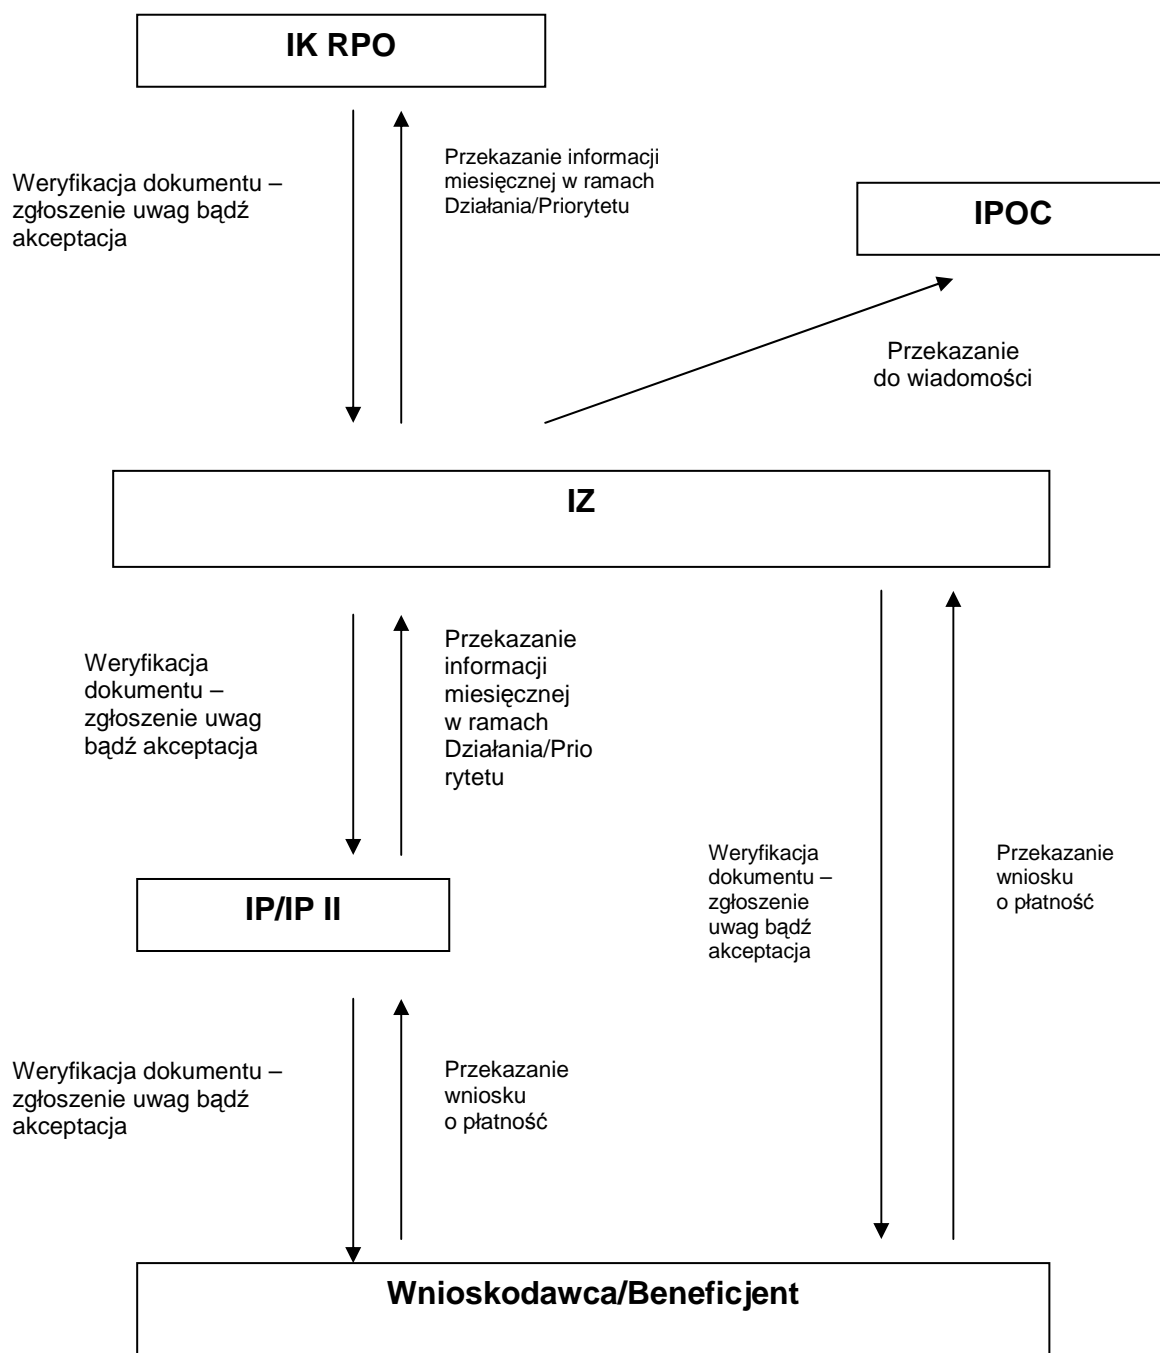 IK RPO
Weryfikacja dokumentu –
zgłoszenie uwag bądź
akceptacja
Przekazanie informacji
miesięcznej w ramach
Działania/Priorytetu
IPOC
Przekazanie
do wiadomości
IZ
Weryfikacja
dokumentu –
zgłoszenie uwag
bądź akceptacja
Przekazanie
informacji
miesięcznej
w ramach
Działania/Prio
rytetu
Weryfikacja
dokumentu –
zgłoszenie
uwag bądź
akceptacja
Przekazanie
wniosku
o płatność
IP/IP II
Weryfikacja dokumentu –
zgłoszenie uwag bądź
akceptacja
Przekazanie
wniosku
o płatność
Wnioskodawca/Beneficjent